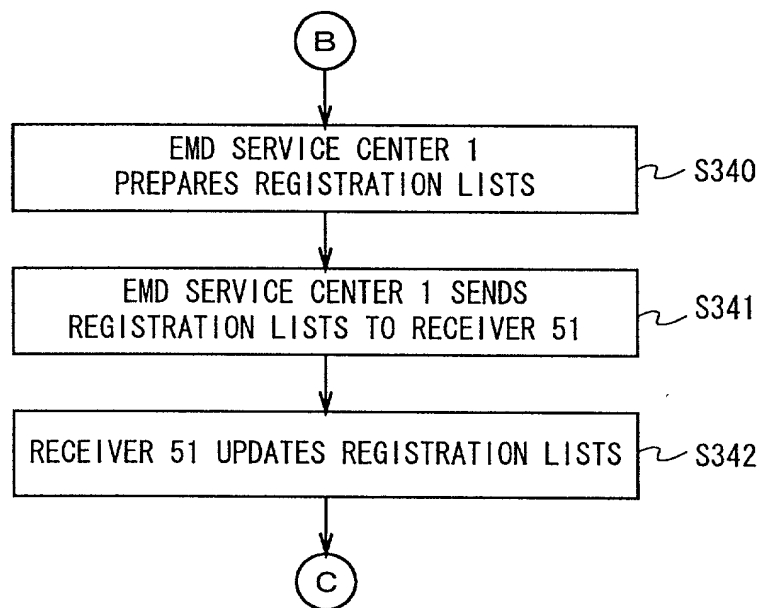 B
EMD SERVICE CENTER 1
PREPARES REGISTRATION LISTS
S340
EMD SERVICE CENTER 1 SENDS
REGISTRATION LISTS TO RECEIVER 51
S341
RECEIVER 51 UPDATES REGISTRATION LISTS
S342
C